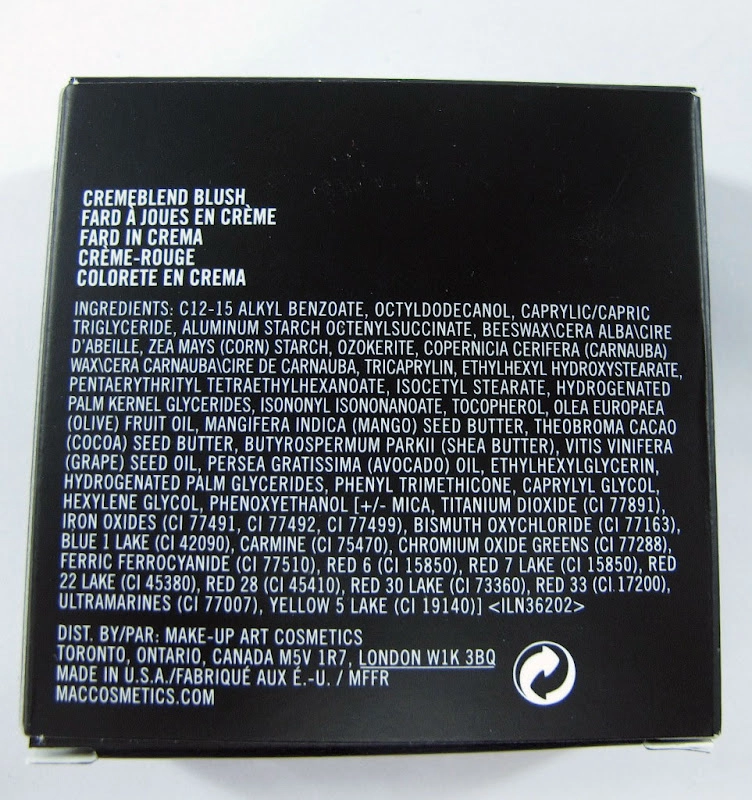 CREMEBLEND BLUSH
FARD À JOUES EN CRÈME
FARD IN CREMA
CRÈME-ROUGE
COLORETE EN CREMA
INGREDIENTS: C12-15 ALKYL BENZOATE, OCTYLDODECANOL, CAPRYLIC/CAPRIC
TRIGLYCERIDE, ALUMINUM STARCH OCTENYLSUCCINATE, BEESWAX\CERA ALBA\CIRE
D'ABEILLE, ZEA MAYS (CORN) STARCH, OZOKERITE, COPERNICIA CERIFERA (CARNAUBA)
WAX\CERA CARNAUBA\CIRE DE CARNAUBA, TRICAPRYLIN, ETHYLHEXYL HYDROXYSTEARATE,
PENTAERYTHRITYL TETRAETHYLHEXANOATE, ISOCETYL STEARATE, HYDROGENATED
PALM KERNEL GLYCERIDES, ISONONYL ISONONANOATE, TOCOPHEROL, OLEA EUROPAEA
(OLIVE) FRUIT OIL, MANGIFERA INDICA (MANGO) SEED BUTTER, THEOBROMA CACAO
(COCOA) SEED BUTTER, BUTYROSPERMUM PARKII (SHEA BUTTER), VITIS VINIFERA
(GRAPE) SEED OIL, PERSEA GRATISSIMA (AVOCADO) OIL, ETHYLHEXYLGLYCERIN,
HYDROGENATED PALM GLYCERIDES, PHENYL TRIMETHICONE, CAPRYLYL GLYCOL,
HEXYLENE GLYCOL, PHENOXYETHANOL [+/- MICA, TITANIUM DIOXIDE (CI 77891),
IRON OXIDES (CI 77491, CI 77492, CI 77499), BISMUTH OXYCHLORIDE (CI 77163),
BLUE 1 LAKE (CI 42090), CARMINE (CI 75470), CHROMIUM OXIDE GREENS (CI 77288),
FERRIC FERROCYANIDE (CI 77510), RED 6 (CI 15850), RED 7 LAKE (CI 15850), RED
22 LAKE (CI 45380), RED 28 (CI 45410), RED 30 LAKE (CI 73360), RED 33 (CI 17200),
ULTRAMARINES (CI 77007), YELLOW 5 LAKE (CI 19140)] <ILN36202>
DIST. BY/PAR: MAKE-UP ART COSMETICS
TORONTO, ONTARIO, CANADA M5V 1R7, LONDON W1K 3BQ
MADE IN U.S.A./FABRIQUÉ AUX É.-U. / MFFR
MACCOSMETICS.COM